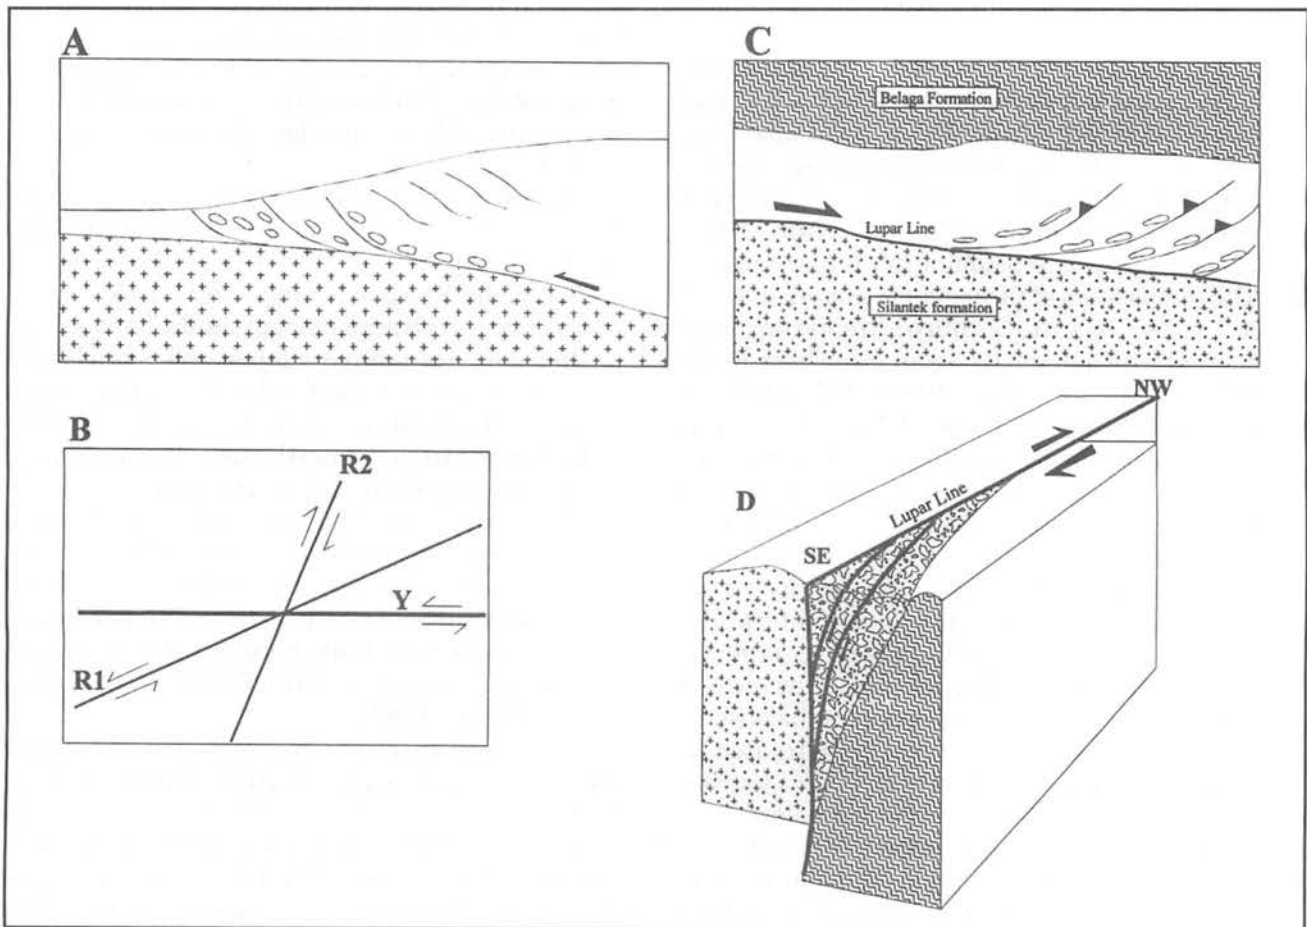 A
B
R2
Y
R1
C
Belaga Formation
Lupar Line
Silantek formation
NW
D
Lupar Line
SE